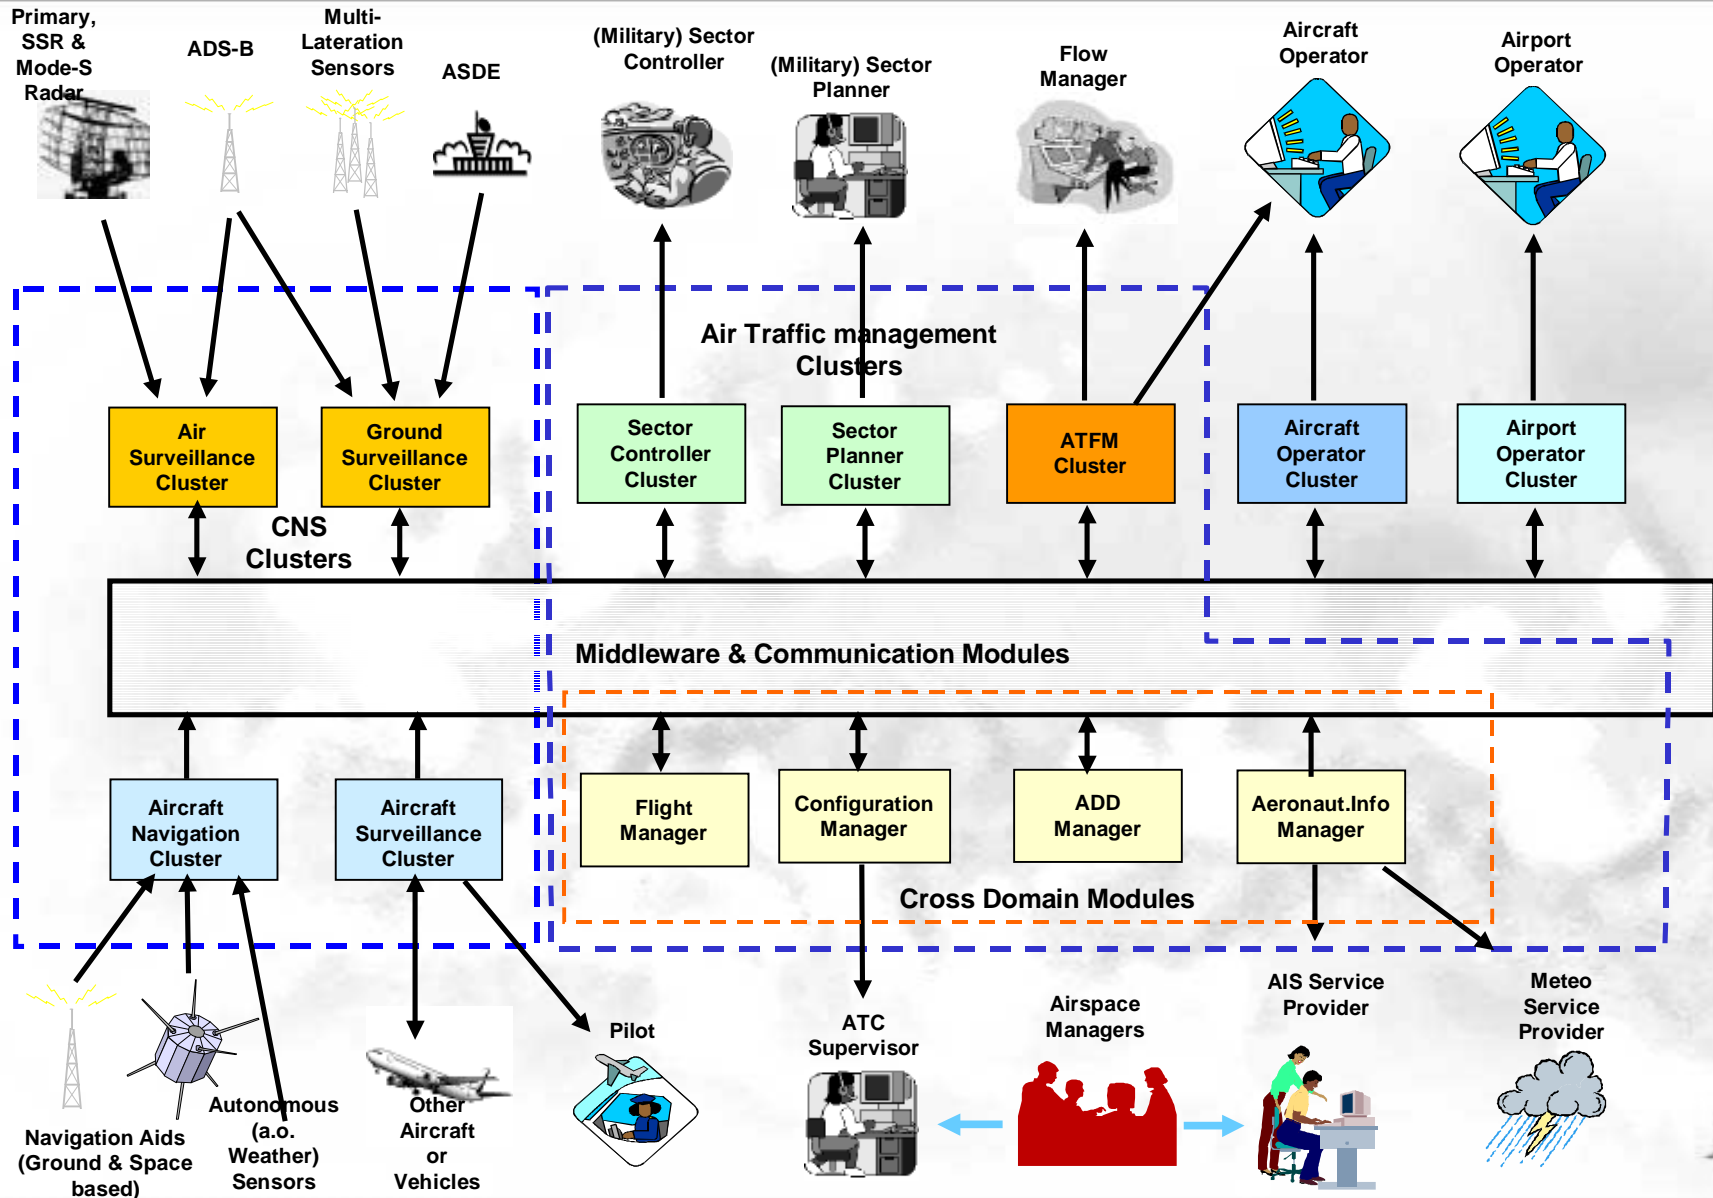 Primary,
SSR &
Mode-S
Radar
ADS-B
Multi-
Lateration
Sensors
ASDE
(Military) Sector
Controller
(Military) Sector
Planner
Flow
Manager
Aircraft
Operator
Airport
Operator
Air Traffic management
Clusters
Air
Surveillance
Cluster
Ground
Surveillance
Cluster
Sector
Controller
Cluster
Sector
Planner
Cluster
ATFM
Cluster
Aircraft
Operator
Cluster
Airport
Operator
Cluster
CNS
Clusters
Middleware & Communication Modules
Aircraft
Navigation
Cluster
Aircraft
Surveillance
Cluster
Flight
Manager
Configuration
Manager
ADD
Manager
Aeronaut.Info
Manager
Cross Domain Modules
Navigation Aids
(Ground & Space
based)
Autonomous
(a.o.
Weather)
Sensors
Other
Aircraft
or
Vehicles
Pilot
ATC
Supervisor
Airspace
Managers
AIS Service
Provider
Meteo
Service
Provider